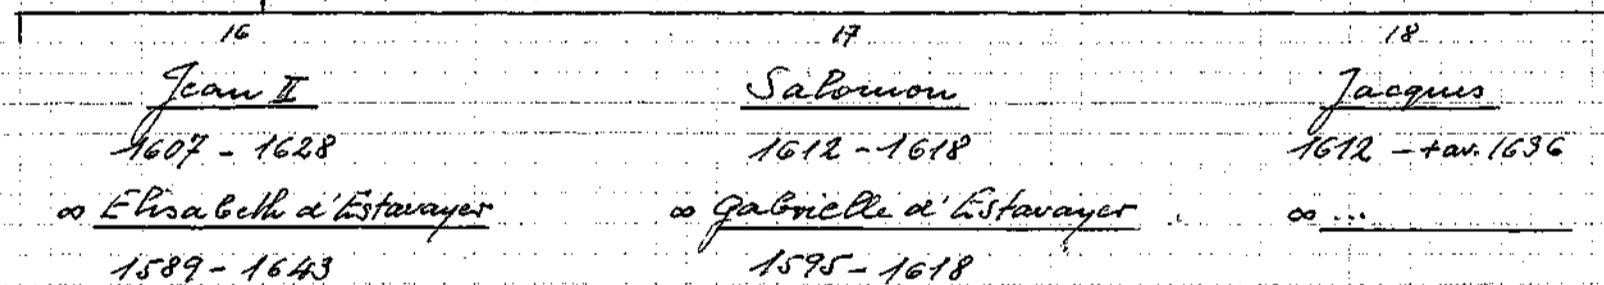 16 17 18
Jean II Salomon Jacques
1607 - 1628 1612 - 1618 1612 - + av. 1636
∞ Elisabeth d'Estavayer ∞ Gabrielle d'Estavayer ∞ ...
1589 - 1643 1595 - 1618